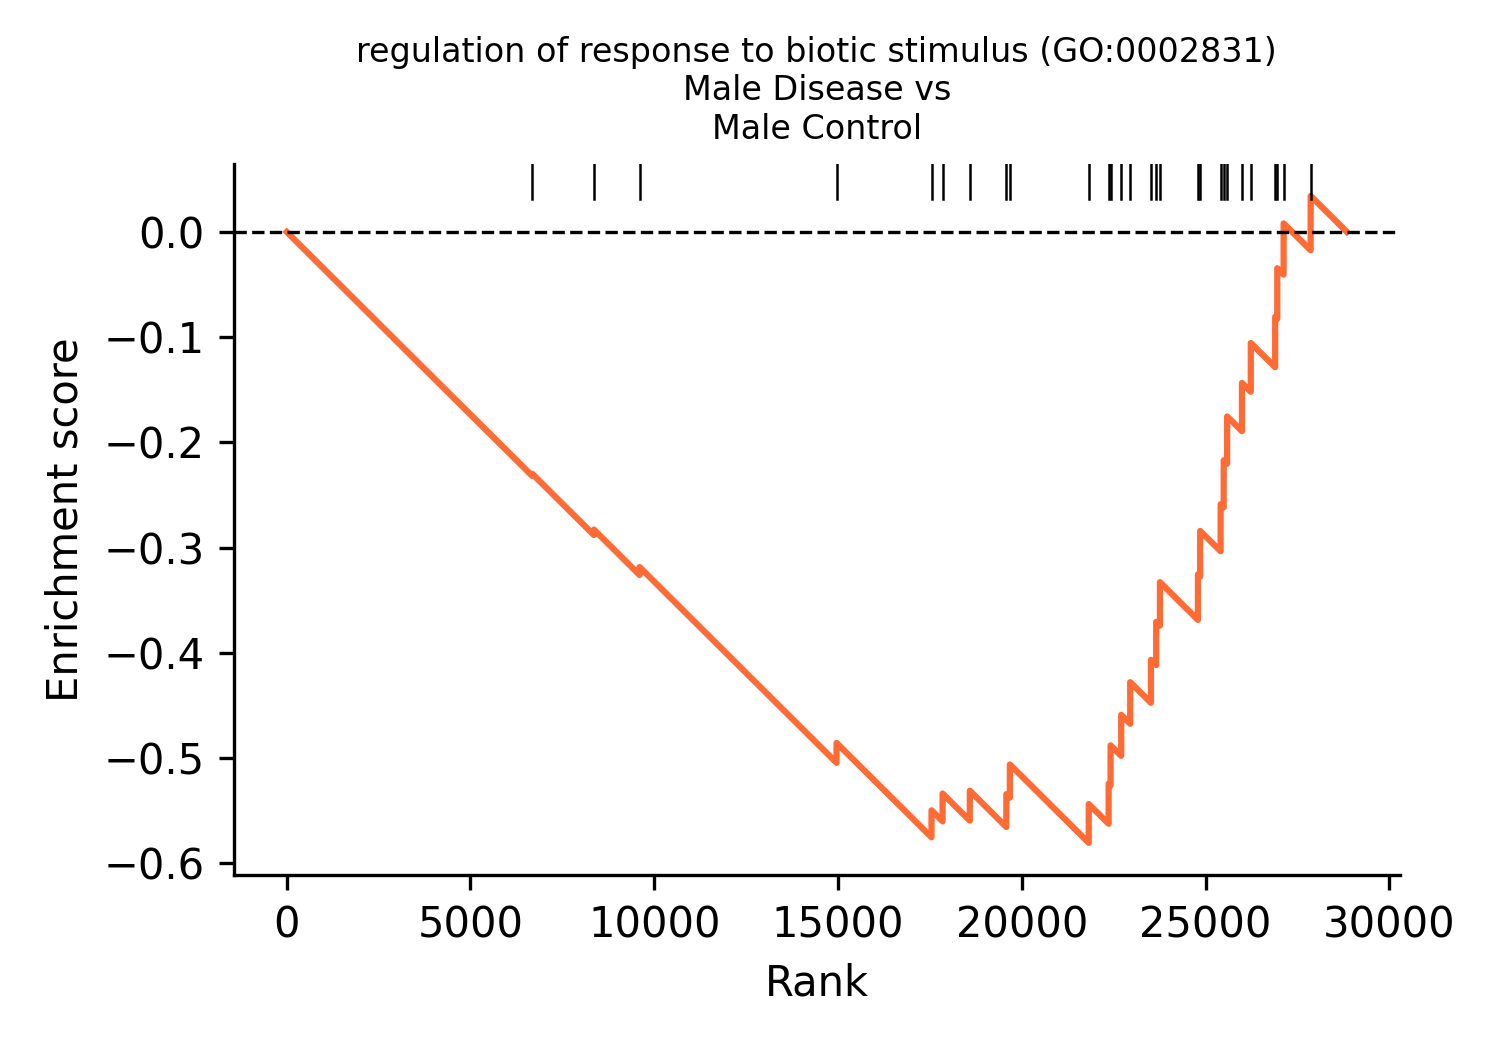 regulation of response to biotic stimulus (GO:0002831)
Male Disease vs
Male Control
0.0
−0.1
−0.2
−0.3
−0.4
−0.5
−0.6
Enrichment score
0 5000 10000 15000 20000 25000 30000
Rank